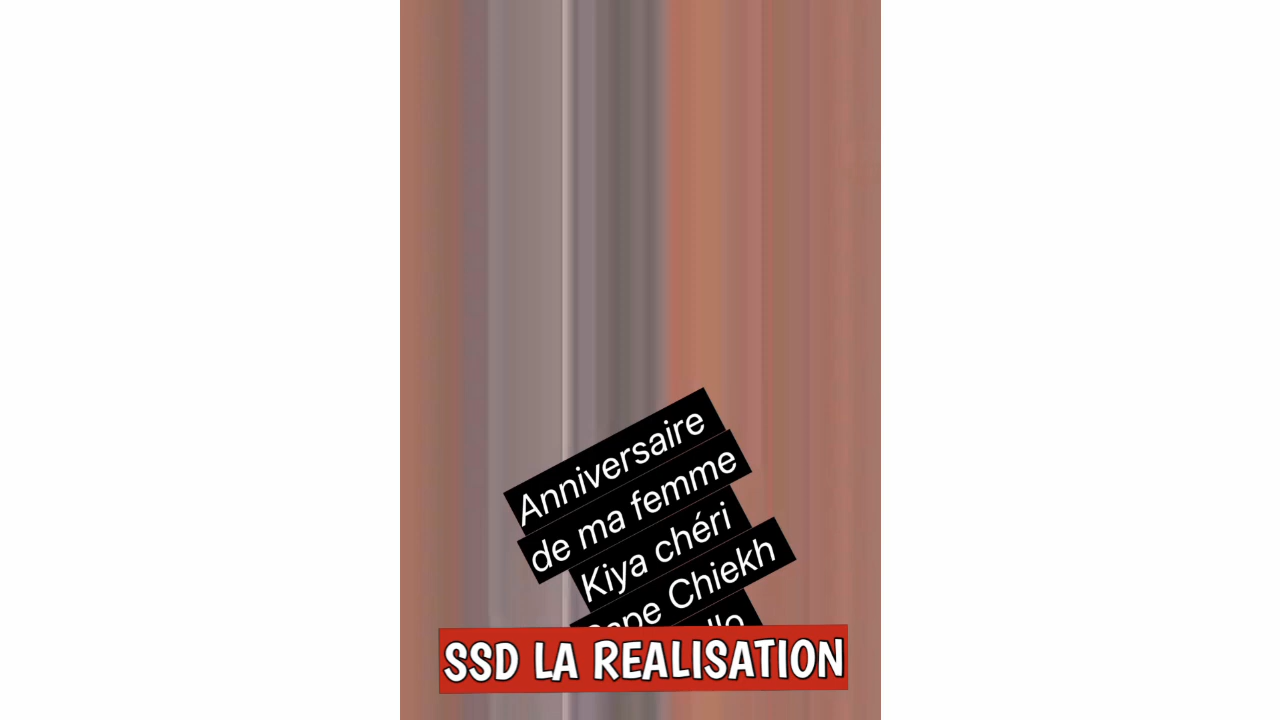 Anniversaire
de ma femme
Kiya chéri
Chiekh
SSD LA REALISATION